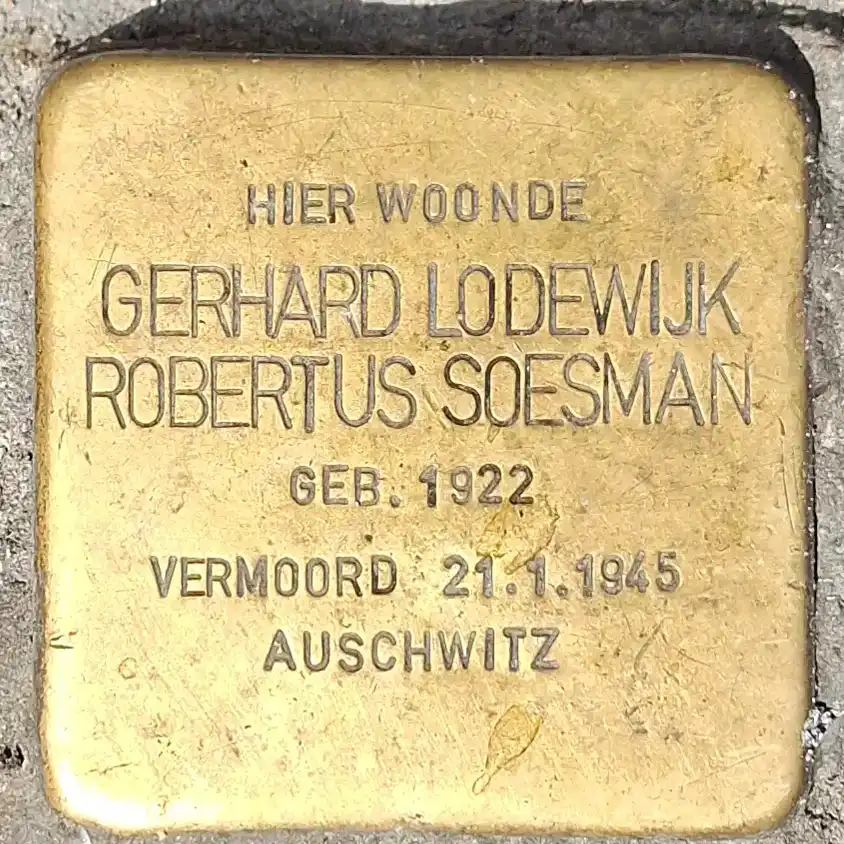 HIER WOONDE
GERHARD LODEWIJK
ROBERTUS SOESMAN
GEB. 1922
VERMOORD 21.1.1945
AUSCHWITZ